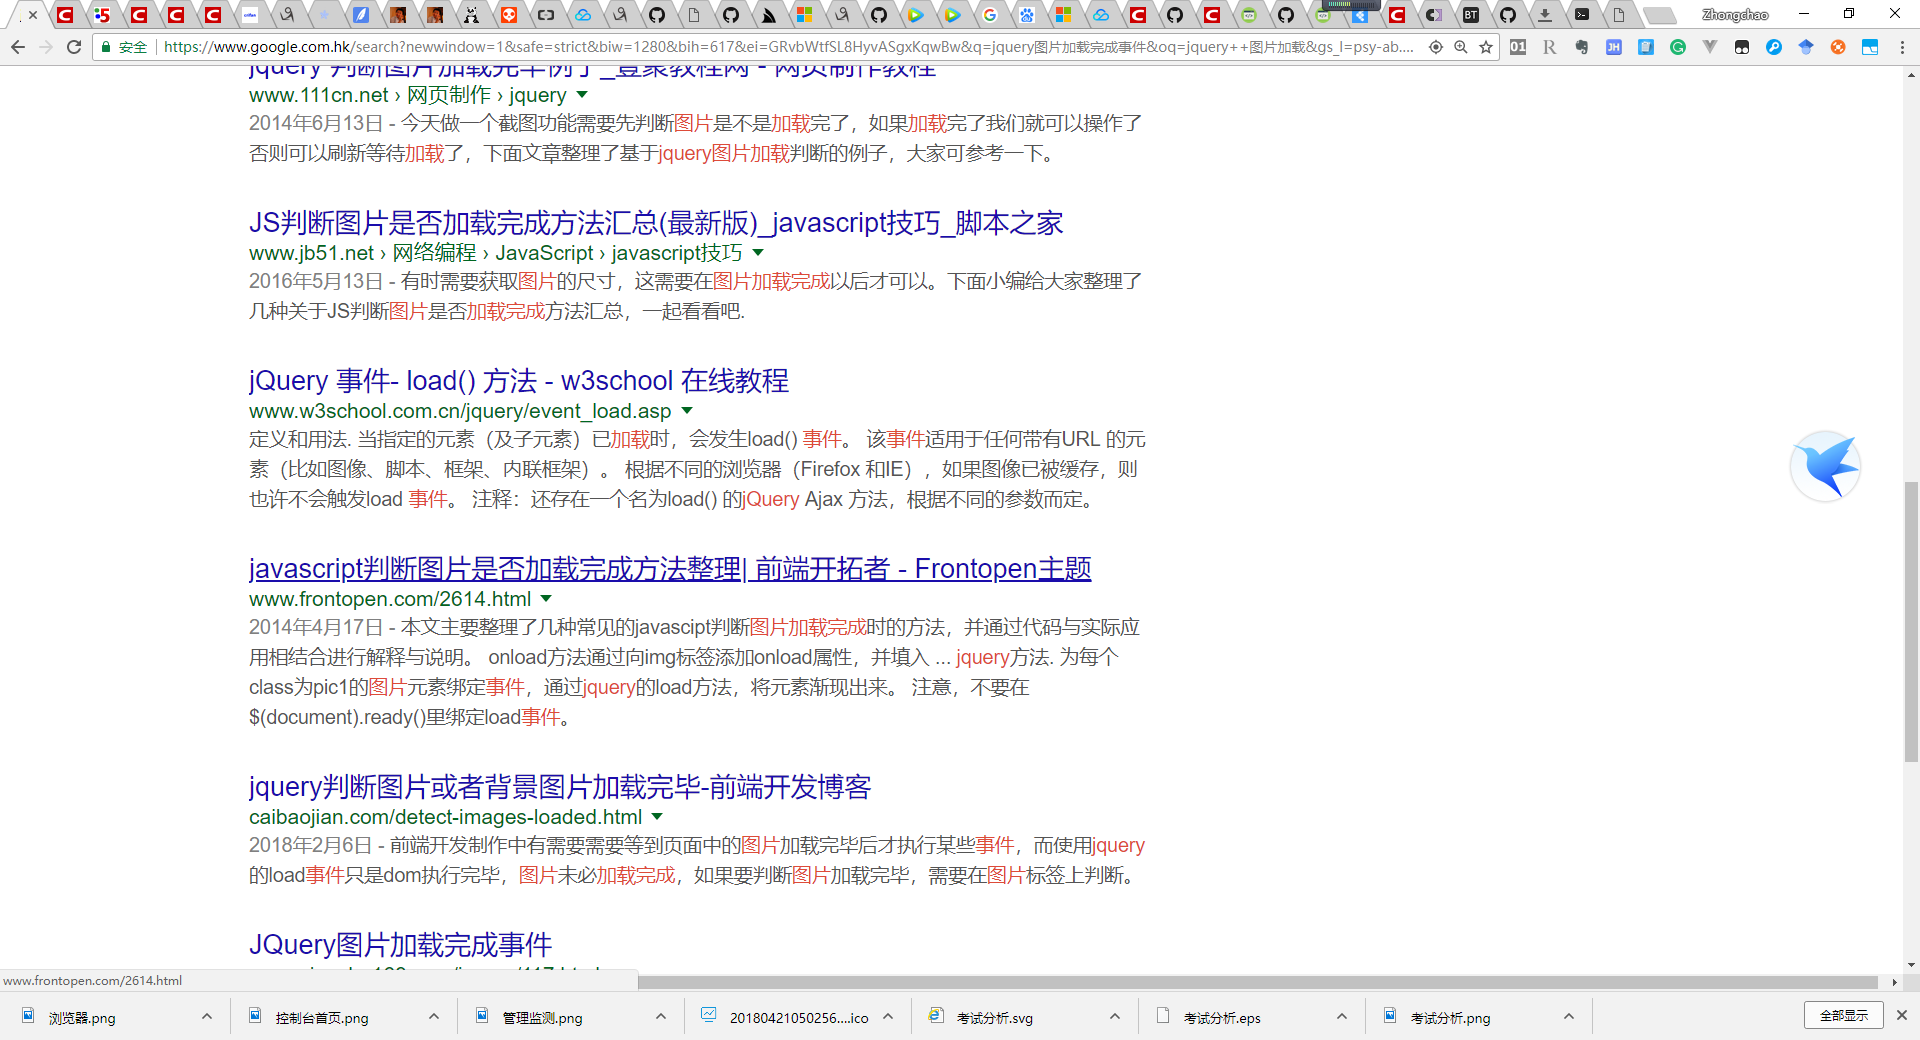 Zhongchao
安全 https://www.google.com.hk/search?newwindow=1&safe=strict&biw=1280&bih=617&ei=GRvbWtfSL8HyvASgxKqwBw&q=jquery图片加载完成事件&oq=jquery++图片加载&gs_l=psy-ab....
jquery 判断图片加载完毕例子_壹聚教程网 - 网页制作教程
www.111cn.net › 网页制作 › jquery
2014年6月13日 - 今天做一个截图功能需要先判断图片是不是加载完了，如果加载完了我们就可以操作了
否则可以刷新等待加载了，下面文章整理了基于jquery图片加载判断的例子，大家可参考一下。
JS判断图片是否加载完成方法汇总(最新版)_javascript技巧_脚本之家
www.jb51.net › 网络编程 › JavaScript › javascript技巧
2016年5月13日 - 有时需要获取图片的尺寸，这需要在图片加载完成以后才可以。下面小编给大家整理了
几种关于JS判断图片是否加载完成方法汇总，一起看看吧.
jQuery 事件- load() 方法 - w3school 在线教程
www.w3school.com.cn/jquery/event_load.asp
定义和用法. 当指定的元素（及子元素）已加载时，会发生load() 事件。 该事件适用于任何带有URL 的元
素（比如图像、脚本、框架、内联框架）。 根据不同的浏览器（Firefox 和IE），如果图像已被缓存，则
也许不会触发load 事件。 注释：还存在一个名为load() 的jQuery Ajax 方法，根据不同的参数而定。
javascript判断图片是否加载完成方法整理| 前端开拓者 - Frontopen主题
www.frontopen.com/2614.html
2014年4月17日 - 本文主要整理了几种常见的javascipt判断图片加载完成时的方法，并通过代码与实际应
用相结合进行解释与说明。 onload方法通过向img标签添加onload属性，并填入 ... jquery方法. 为每个
class为pic1的图片元素绑定事件，通过jquery的load方法，将元素渐现出来。 注意，不要在
$(document).ready()里绑定load事件。
jquery判断图片或者背景图片加载完毕-前端开发博客
caibaojian.com/detect-images-loaded.html
2018年2月6日 - 前端开发制作中有需要需要等到页面中的图片加载完毕后才执行某些事件，而使用jquery
的load事件只是dom执行完毕，图片未必加载完成，如果要判断图片加载完毕，需要在图片标签上判断。
JQuery图片加载完成事件
www.frontopen.com/2614.html
浏览器.png
控制台首页.png
管理监测.png
20180421050256....ico
考试分析.svg
考试分析.eps
考试分析.png
全部显示